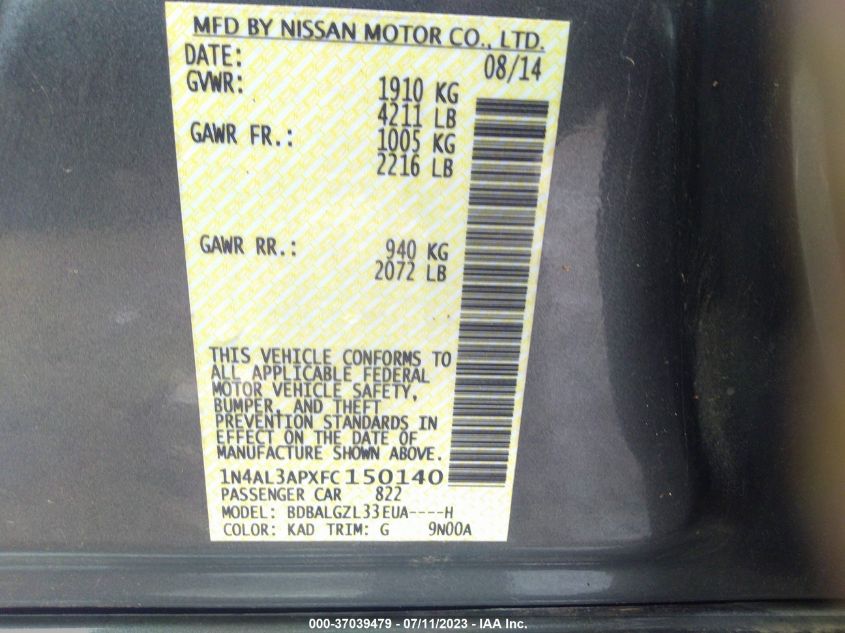 MFD BY NISSAN MOTOR CO., LTD.
DATE: 08/14
GVWR: 1910 KG
4211 LB
GAWR FR.: 1005 KG
2216 LB
GAWR RR.: 940 KG
2072 LB
THIS VEHICLE CONFORMS TO
ALL APPLICABLE FEDERAL
MOTOR VEHICLE SAFETY,
BUMPER, AND THEFT
PREVENTION STANDARDS IN
EFFECT ON THE DATE OF
MANUFACTURE SHOWN ABOVE.
1N4AL3APXFC150140
PASSENGER CAR 822
MODEL: BDBALGZL33EUA----H
COLOR: KAD TRIM: G 9N00A
000-37039479 - 07/11/2023 - IAA Inc.